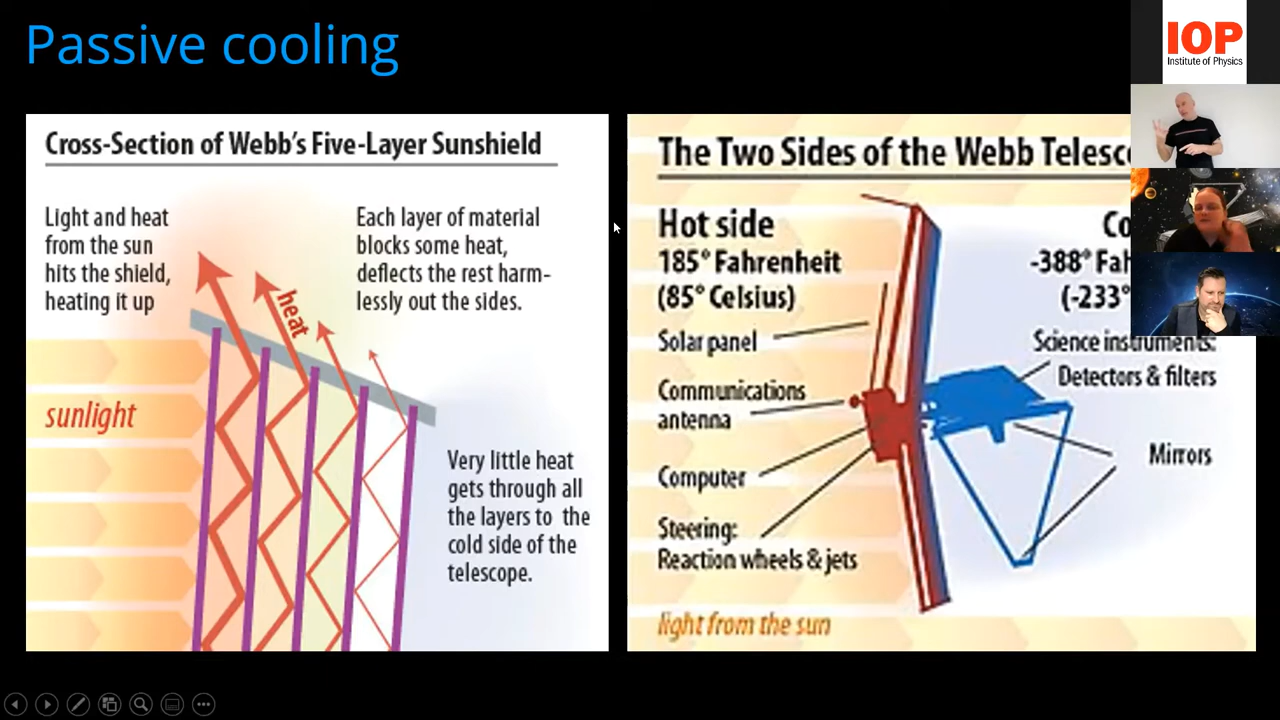 Passive cooling
IOP
Institute of Physics
Cross-Section of Webb's Five-Layer Sunshield
Light and heat
from the sun
hits the shield,
heating it up
Each layer of material
blocks some heat,
deflects the rest harm-
lessly out the sides.
heat
sunlight
Very little heat
gets through all
the layers to the
cold side of the
telescope.
The Two Sides of the Webb Telesc
Hot side
185° Fahrenheit
(85° Celsius)
Co
-388° Fah
(-233°
Solar panel
Communications
antenna
Computer
Steering:
Reaction wheels & jets
Science instruments:
Detectors & filters
Mirrors
light from the sun